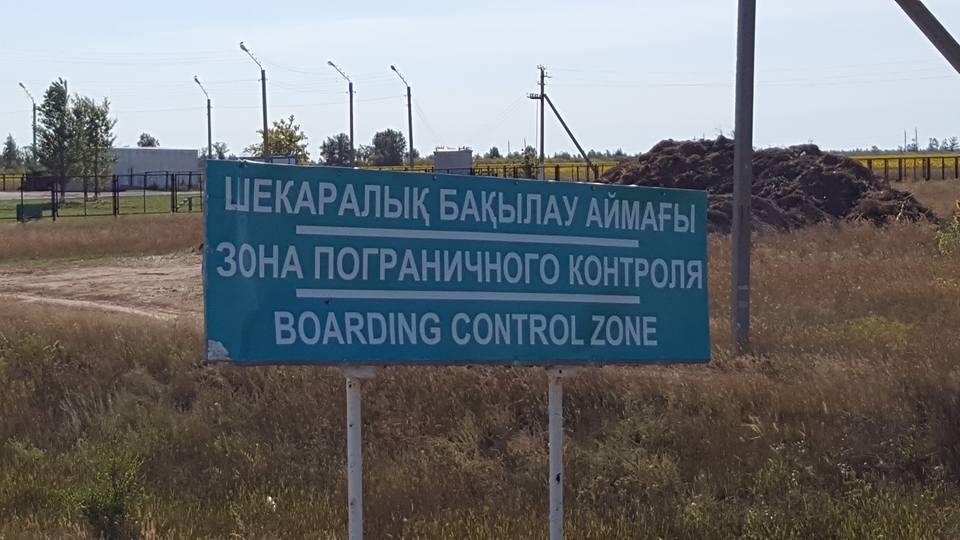 ШЕКАРАЛЫҚ БАҚЫЛАУ АЙМАҒЫ
ЗОНА ПОГРАНИЧНОГО КОНТРОЛЯ
BOARDING CONTROL ZONE